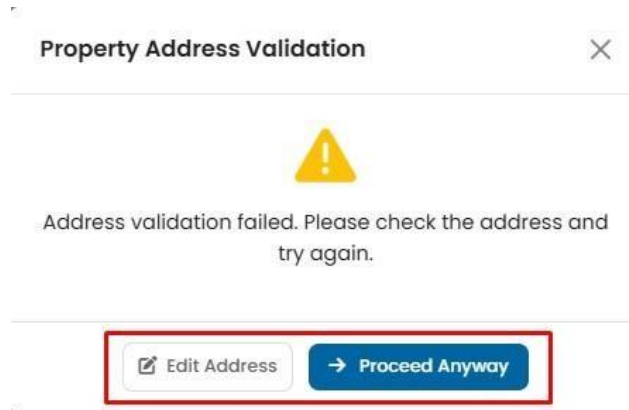 Property Address Validation
Address validation failed. Please check the address and
try again.
Edit Address
Proceed Anyway